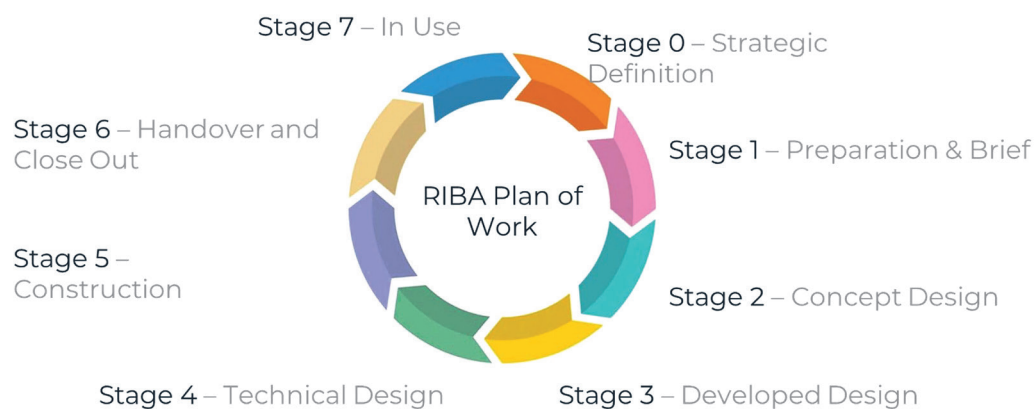 Stage 7 – In Use
Stage 0 – Strategic
Definition
Stage 6 – Handover and
Close Out
Stage 1 – Preparation & Brief
RIBA Plan of
Work
Stage 5 –
Construction
Stage 2 – Concept Design
Stage 4 – Technical Design
Stage 3 – Developed Design